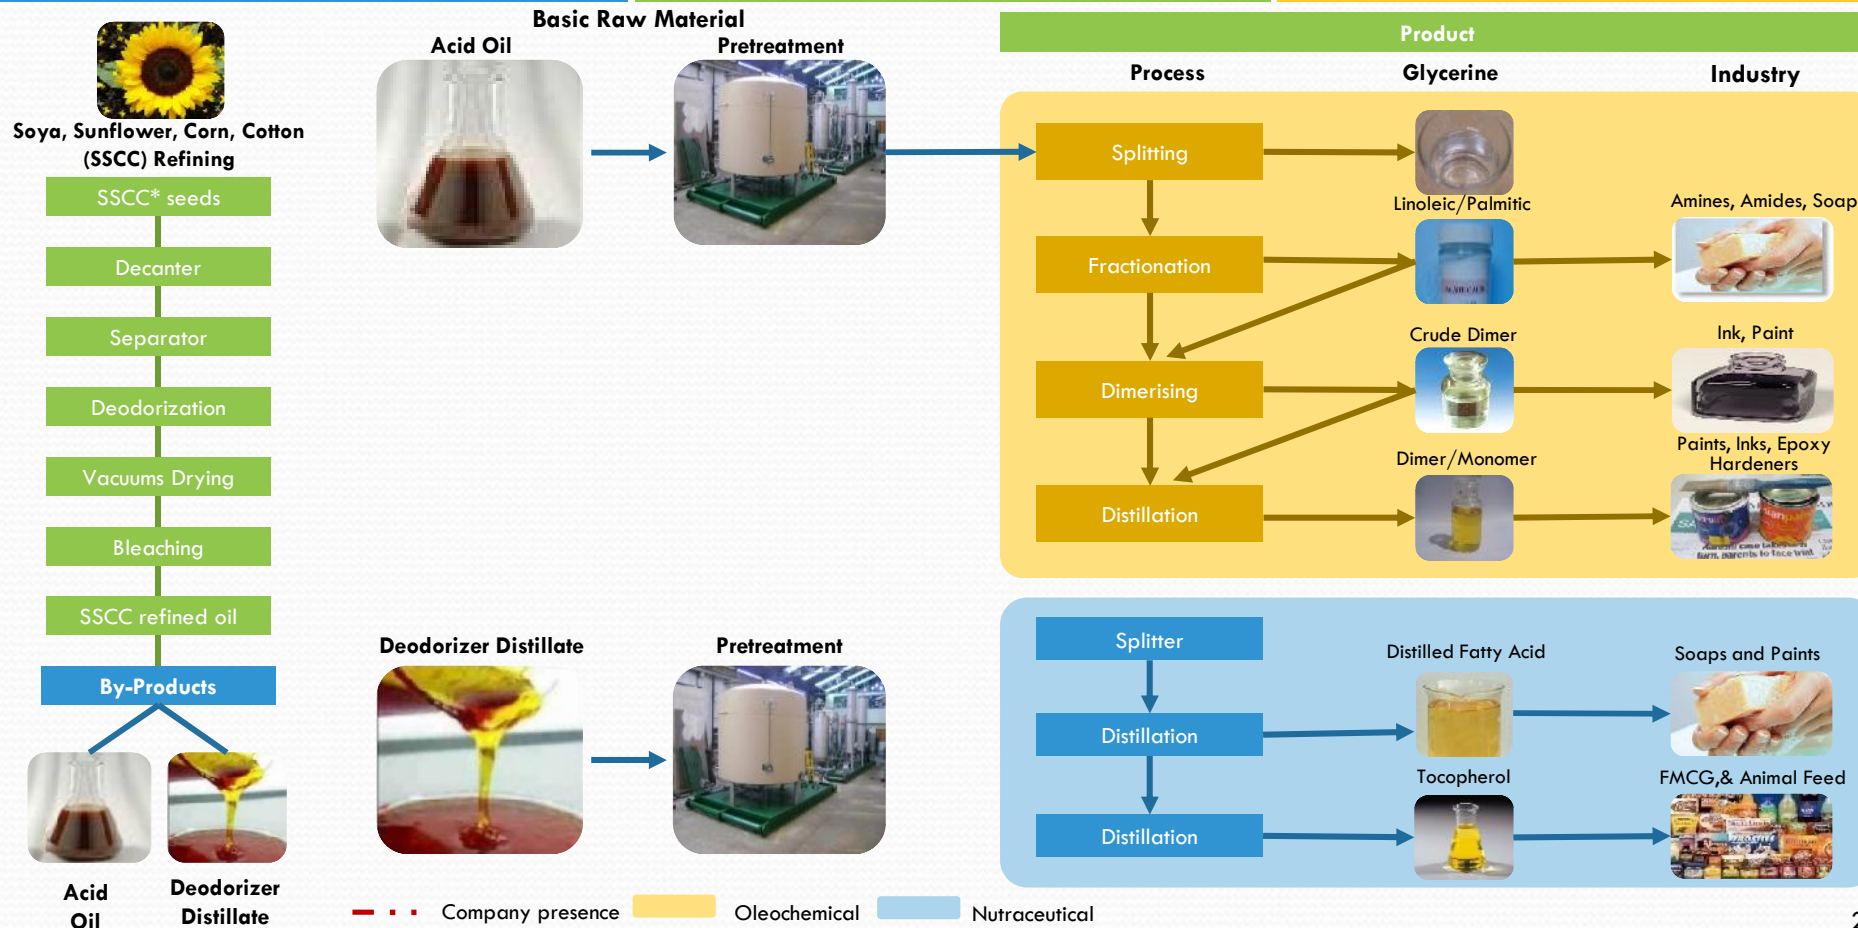 Basic Raw Material
Soya, Sunflower, Corn, Cotton
(SSCC) Refining
SSCC* seeds
Decanter
Separator
Deodorization
Vacuums Drying
Bleaching
SSCC refined oil
By-Products
Acid
Oil
Deodorizer
Distillate
Acid Oil
Pretreatment
Deodorizer Distillate
Pretreatment
Product
Process
Glycerine
Industry
Splitting
Linoleic/Palmitic
Amines, Amides, Soap
Fractionation
Crude Dimer
Ink, Paint
Dimerising
Dimer/Monomer
Paints, Inks, Epoxy
Hardeners
Distillation
Splitter
Distilled Fatty Acid
Soaps and Paints
Distillation
Tocopherol
FMCG,& Animal Feed
Distillation
Company presence
Oleochemical
Nutraceutical
2